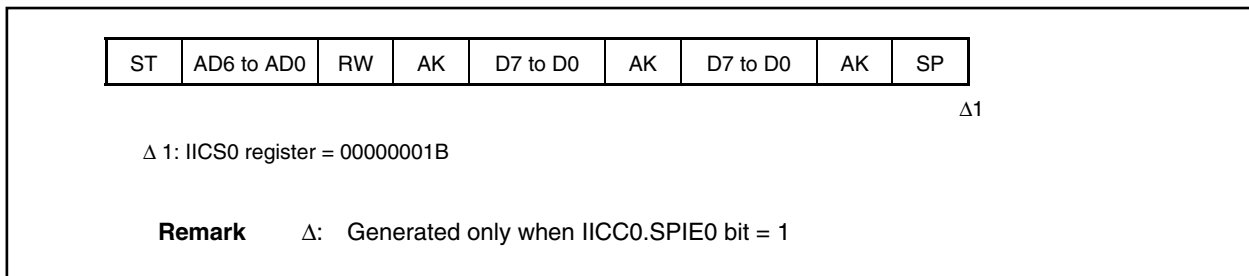 ST AD6 to AD0 RW AK D7 to D0 AK D7 to D0 AK SP
Δ1
Δ 1: IICS0 register = 00000001B
Remark Δ: Generated only when IICC0.SPIE0 bit = 1